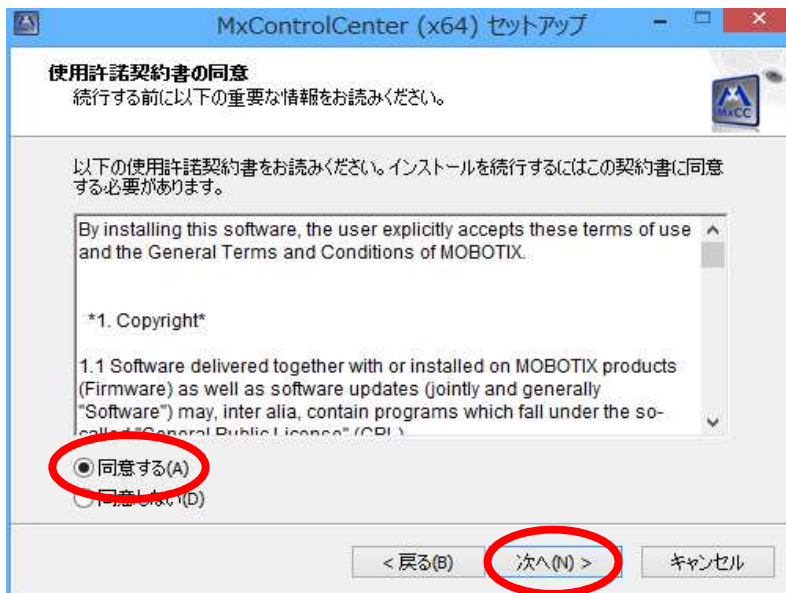 MxControlCenter (x64) セットアップ
使用許諾契約書の同意
続行する前に以下の重要な情報をお読みください。
MxCC
以下の使用許諾契約書をお読みください。インストールを続行するにはこの契約書に同意
する必要があります。
By installing this software, the user explicitly accepts these terms of use
and the General Terms and Conditions of MOBOTIX.
*1. Copyright*
1.1 Software delivered together with or installed on MOBOTIX products
(Firmware) as well as software updates (jointly and generally
"Software") may, inter alia, contain programs which fall under the so-
called "General Public License" (GPL).
同意する(A)
同意しない(D)
< 戻る(B)
次へ(N) >
キャンセル